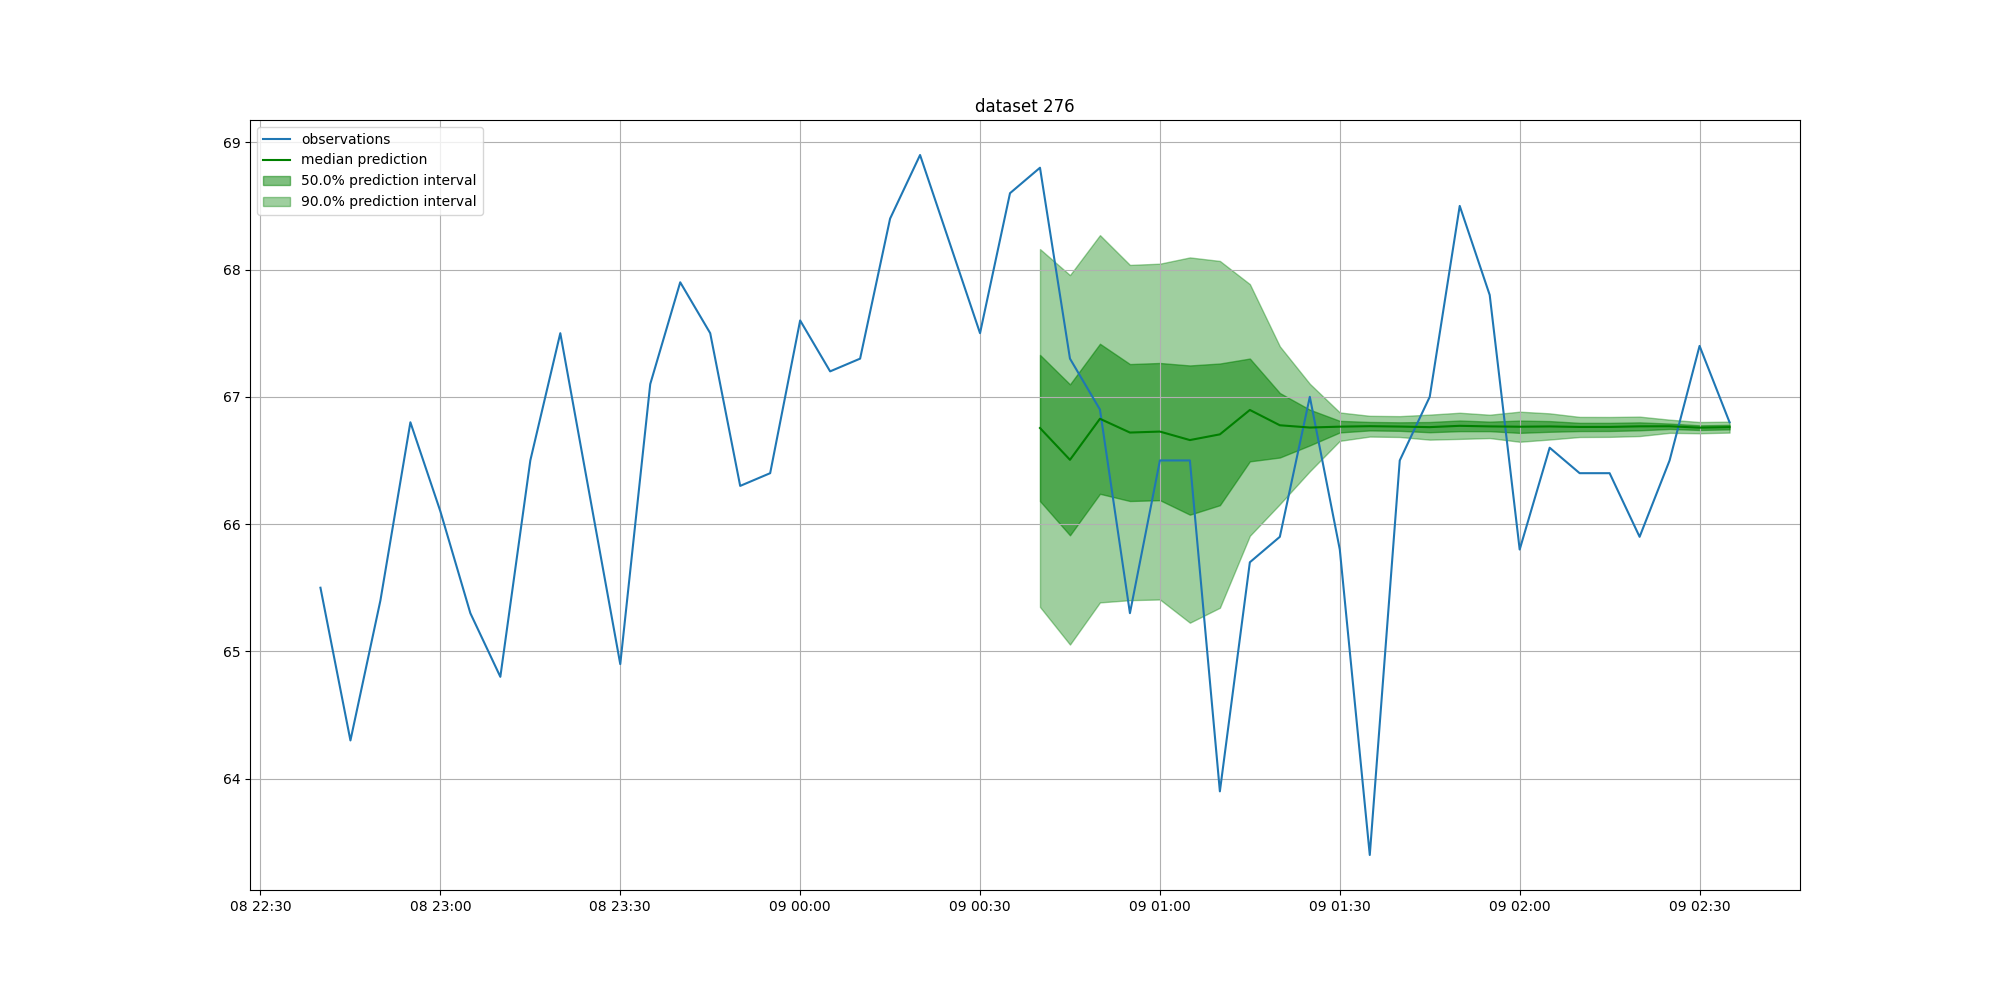 dataset 276
observations
median prediction
50.0% prediction interval
90.0% prediction interval
69
68
67
66
65
64
08 22:30 08 23:00 08 23:30 09 00:00 09 00:30 09 01:00 09 01:30 09 02:00 09 02:30